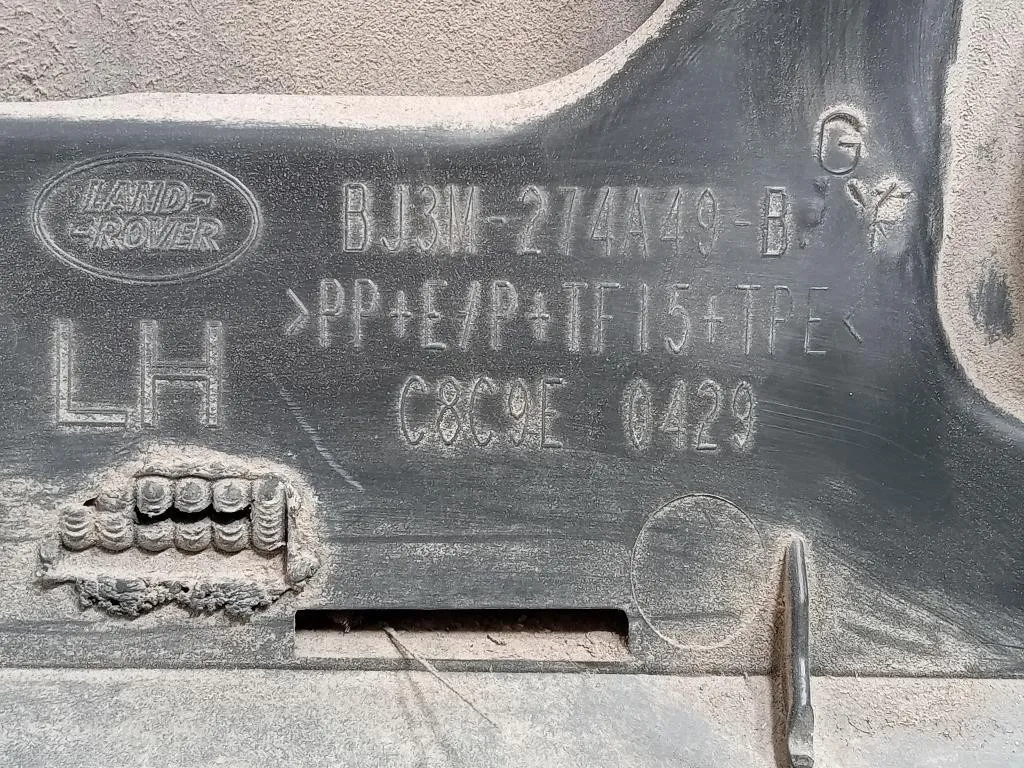 LAND-
-ROVER
BJ3M-274A49-B
G
Y
LH
>PP+E/P+TF15+TPE<
C8C9E 0429